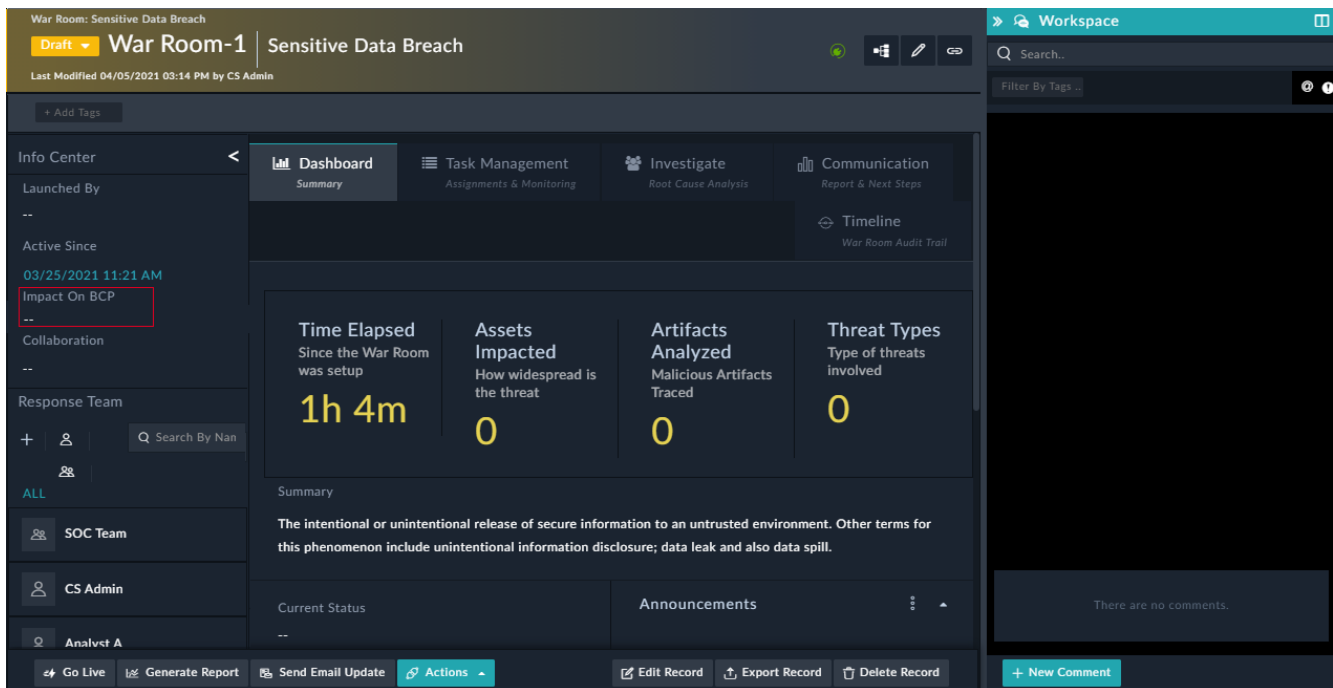 War Room: Sensitive Data Breach
Draft
War Room-1
Sensitive Data Breach
Last Modified 04/05/2021 03:14 PM by CS Admin
+ Add Tags
Info Center
Launched By
--
Active Since
03/25/2021 11:21 AM
Impact On BCP
--
Collaboration
--
Response Team
Search By Nan
ALL
SOC Team
CS Admin
Analyst A
Dashboard
Summary
Task Management
Assignments & Monitoring
Investigate
Root Cause Analysis
Communication
Report & Next Steps
Timeline
War Room Audit Trail
Time Elapsed
Since the War Room
was setup
1h 4m
Assets
Impacted
How widespread is
the threat
0
Artifacts
Analyzed
Malicious Artifacts
Traced
0
Threat Types
Type of threats
involved
0
Summary
The intentional or unintentional release of secure information to an untrusted environment. Other terms for
this phenomenon include unintentional information disclosure; data leak and also data spill.
Current Status
--
Announcements
Go Live
Generate Report
Send Email Update
Actions
Edit Record
Export Record
Delete Record
Workspace
Search..
Filter By Tags ..
There are no comments.
+ New Comment